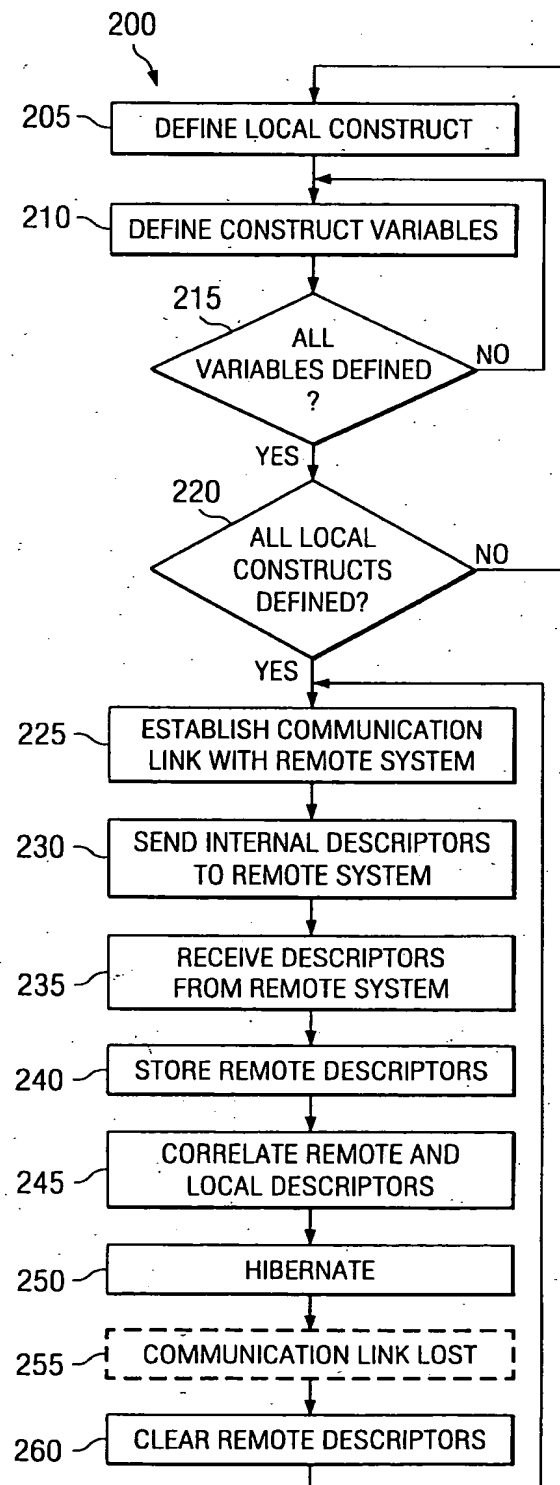 200
205
DEFINE LOCAL CONSTRUCT
210
DEFINE CONSTRUCT VARIABLES
215
ALL
VARIABLES DEFINED
?
NO
YES
220
ALL LOCAL
CONSTRUCTS
DEFINED?
NO
YES
225
ESTABLISH COMMUNICATION
LINK WITH REMOTE SYSTEM
230
SEND INTERNAL DESCRIPTORS
TO REMOTE SYSTEM
235
RECEIVE DESCRIPTORS
FROM REMOTE SYSTEM
240
STORE REMOTE DESCRIPTORS
245
CORRELATE REMOTE AND
LOCAL DESCRIPTORS
250
HIBERNATE
255
COMMUNICATION LINK LOST
260
CLEAR REMOTE DESCRIPTORS